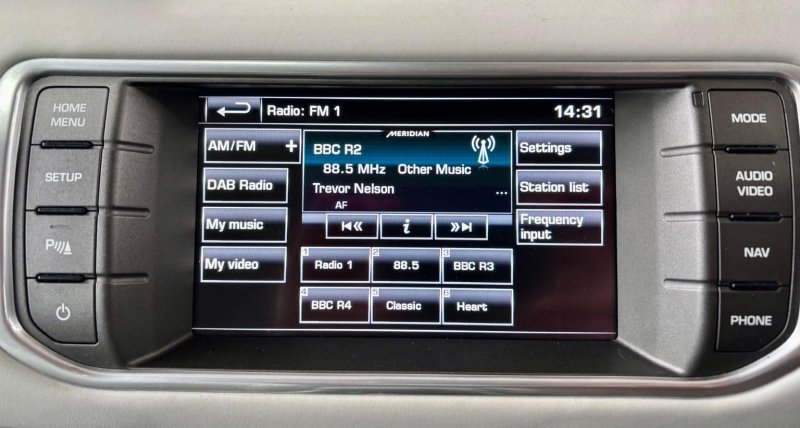 HOME
MENU
SETUP
P
Radio: FM 1
14:31
AM/FM +
DAB Radio
My music
My video
MERIDIAN
BBC R2
88.5 MHz Other Music
Trevor Nelson ...
AF
i
Settings
Station list
Frequency
input
1 Radio 1
2 88.5
3 BBC R3
4 BBC R4
5 Classic
6 Heart
MODE
AUDIO
VIDEO
NAV
PHONE